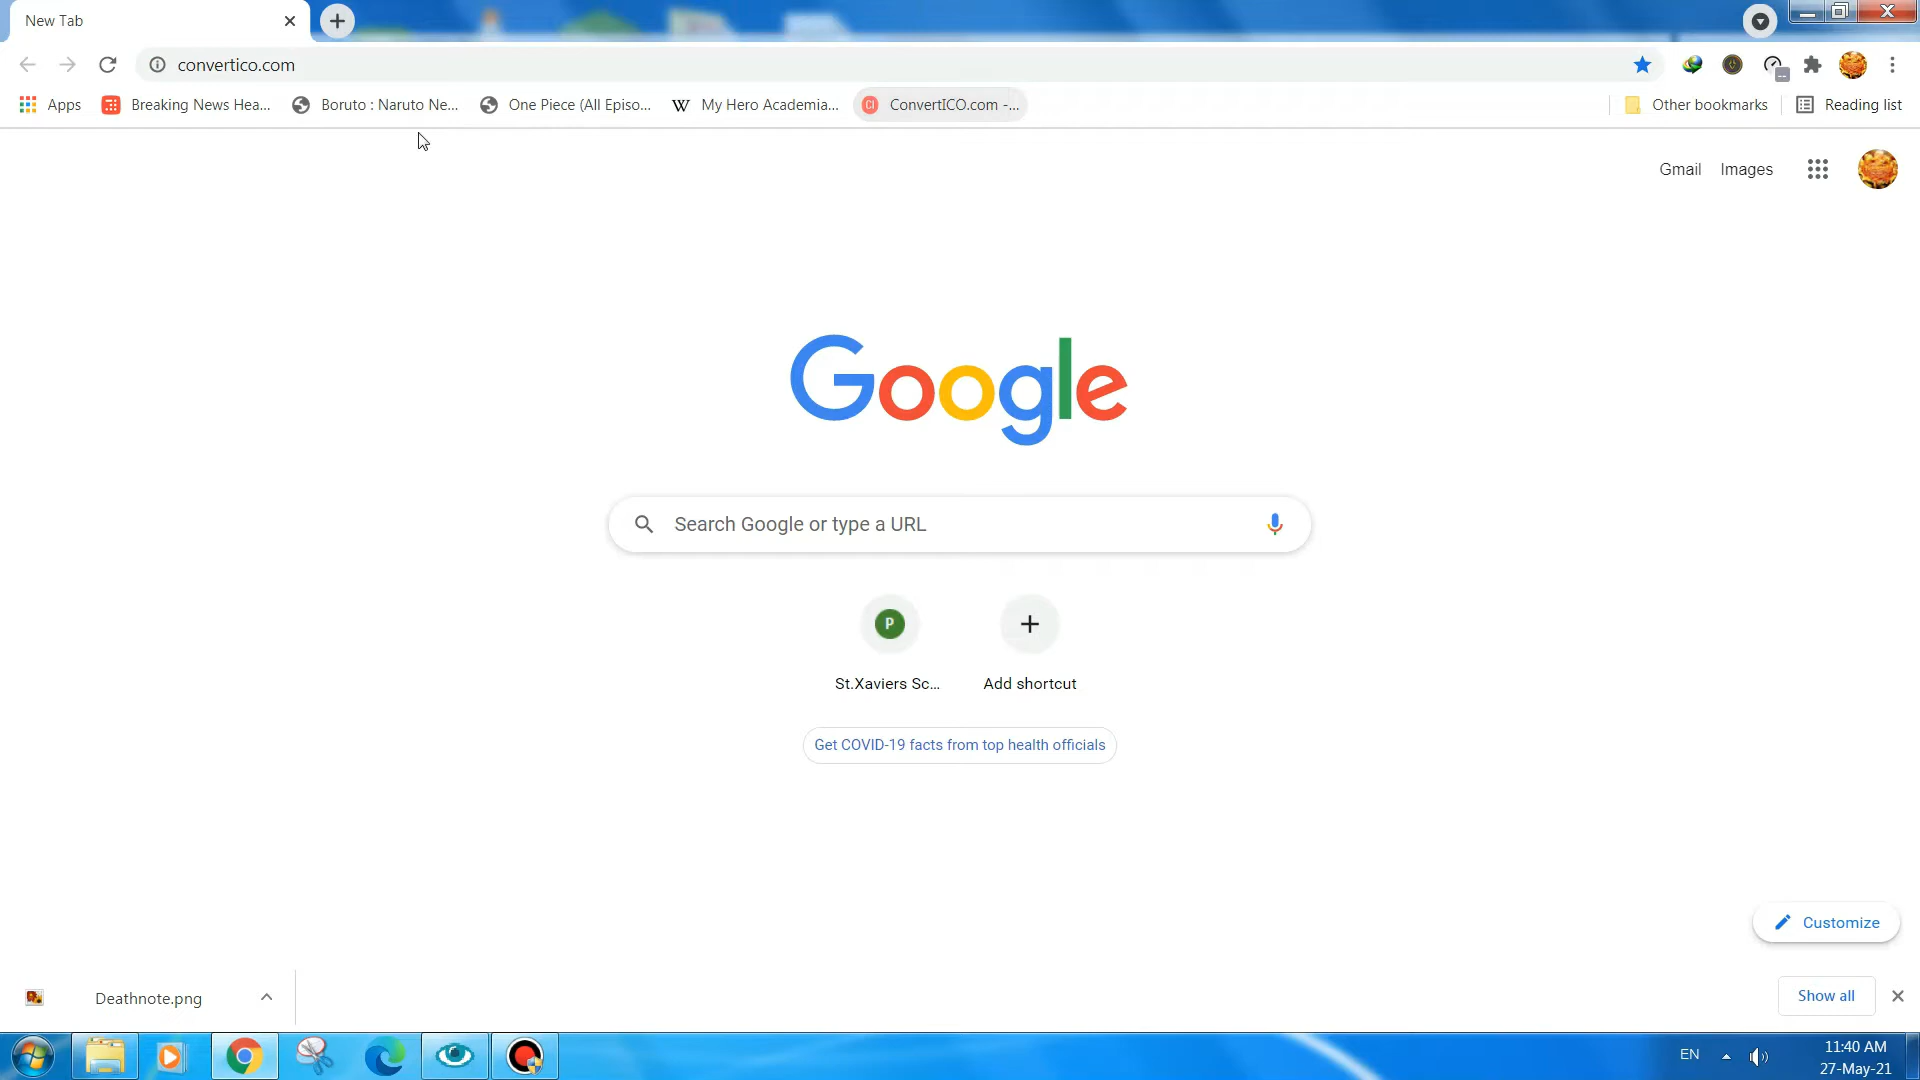 New Tab
convertico.com
Apps
Breaking News Hea...
Boruto : Naruto Ne...
One Piece (All Episo...
W My Hero Academia...
CI ConvertICO.com -...
Other bookmarks
Reading list
Gmail
Images
Google
Search Google or type a URL
P
St.Xaviers Sc...
Add shortcut
Get COVID-19 facts from top health officials
Customize
Deathnote.png
Show all
EN
11:40 AM
27-May-21